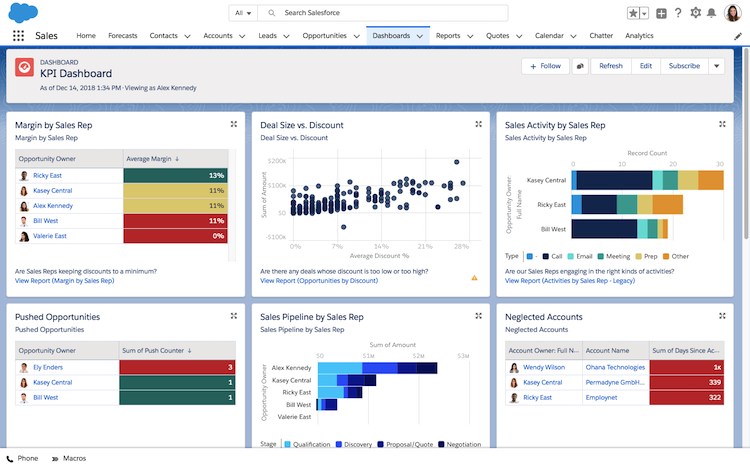 salesforce
All
Search Salesforce
Sales
Home
Forecasts
Contacts
Accounts
Leads
Opportunities
Dashboards
Reports
Quotes
Calendar
Chatter
Analytics
DASHBOARD
KPI Dashboard
As of Dec 14, 2018 1:34 PM · Viewing as Alex Kennedy
+ Follow
Refresh
Edit
Subscribe
Margin by Sales Rep
Margin by Sales Rep
Opportunity Owner Average Margin ↓
Ricky East 13%
Kasey Central 11%
Alex Kennedy 11%
Bill West 11%
Valerie East 0%
Are Sales Reps keeping discounts to a minimum?
View Report (Margin by Sales Rep)
Deal Size vs. Discount
Deal Size vs. Discount
Sum of Amount
$200k
$100k
$0
-$100k
0% 7% 14% 21% 28%
Average Discount %
Are there any deals whose discount is too low or too high?
View Report (Opportunities by Discount)
Sales Activity by Sales Rep
Sales Activity by Sales Rep
Record Count
0 10 20 30
Opportunity Owner:
Full Name
Kasey Central
Ricky East
Bill West
Type - Call Email Meeting Prep Other
Are our Sales Reps engaging in the right kinds of activities?
View Report (Activities by Sales Rep - Legacy)
Pushed Opportunities
Pushed Opportunities
Opportunity Owner Sum of Push Counter ↓
Ely Enders 3
Kasey Central 1
Bill West 1
Sales Pipeline by Sales Rep
Sales Pipeline by Sales Rep
Sum of Amount
$0 $1M $2M $3M
Opportunity Owner
Alex Kennedy
Kasey Central
Ricky East
Bill West
Valerie East
Stage Qualification Discovery Proposal/Quote Negotiation
Neglected Accounts
Neglected Accounts
Account Owner: Full N... Account Name Sum of Days Since Ac...
Wendy Wilson Ohana Technologies 1k
Kasey Central Permadyne GmbH... 339
Ricky East Employnet 322
Phone
Macros